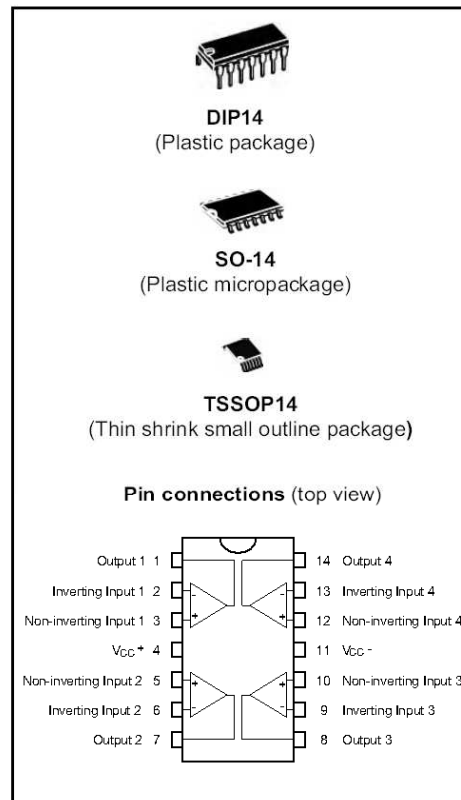 DIP14
(Plastic package)
SO-14
(Plastic micropackage)
TSSOP14
(Thin shrink small outline package)
Pin connections (top view)
Output 1 1
14 Output 4
Inverting Input 1 2
13 Inverting Input 4
Non-inverting Input 1 3
12 Non-inverting Input 4
VCC + 4
11 VCC -
Non-inverting Input 2 5
10 Non-inverting Input 3
Inverting Input 2 6
9 Inverting Input 3
Output 2 7
8 Output 3